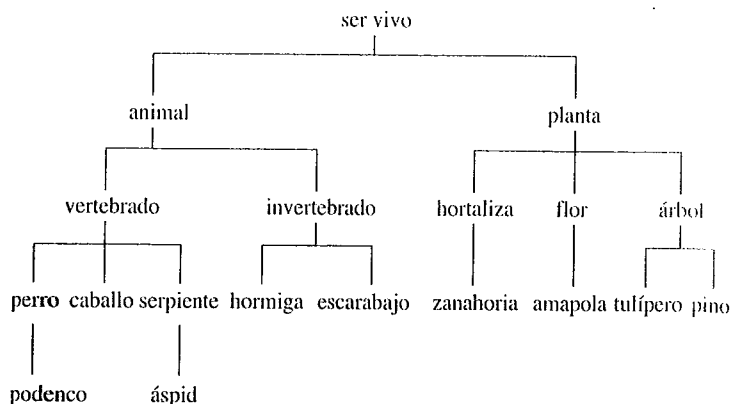 ser vivo
animal planta
vertebrado invertebrado hortaliza flor árbol
perro caballo serpiente hormiga escarabajo zanahoria amapola tulípero pino
podenco áspid